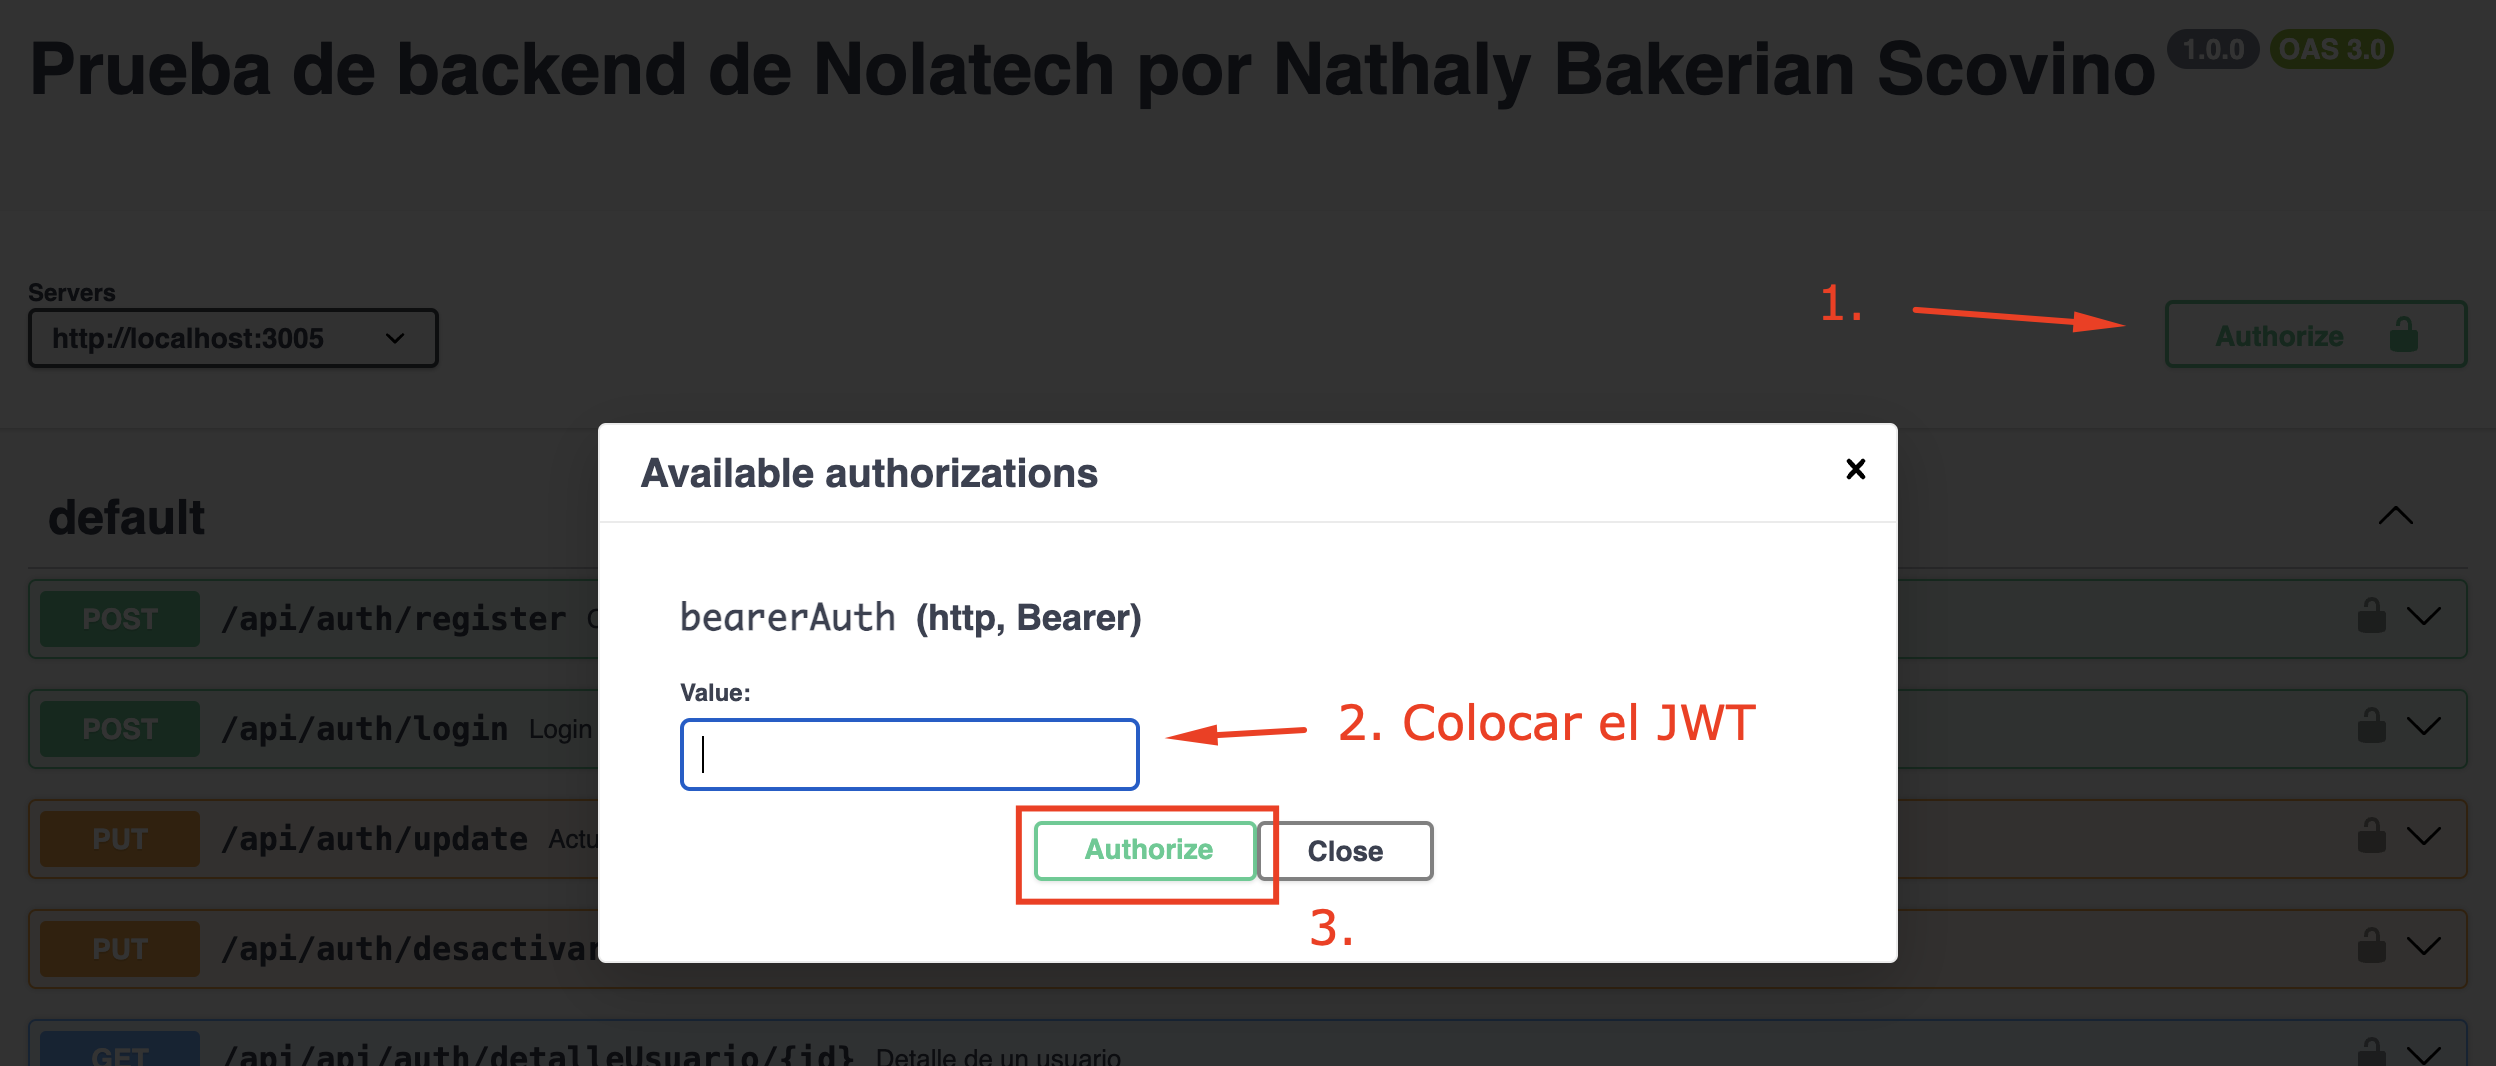 Prueba de backend de Nolatech por Nathaly Bakerian Scovino 1.0.0 OAS 3.0
Servers
http://localhost:3005
1.
Authorize
Available authorizations
default
bearerAuth (http, Bearer)
POST /api/auth/register
Value:
2. Colocar el JWT
POST /api/auth/login Login
PUT /api/auth/update Actu
Authorize
Close
3.
PUT /api/auth/desactivar
GET /api/api/auth/detalleUsuario/{id} Detalle de un usuario